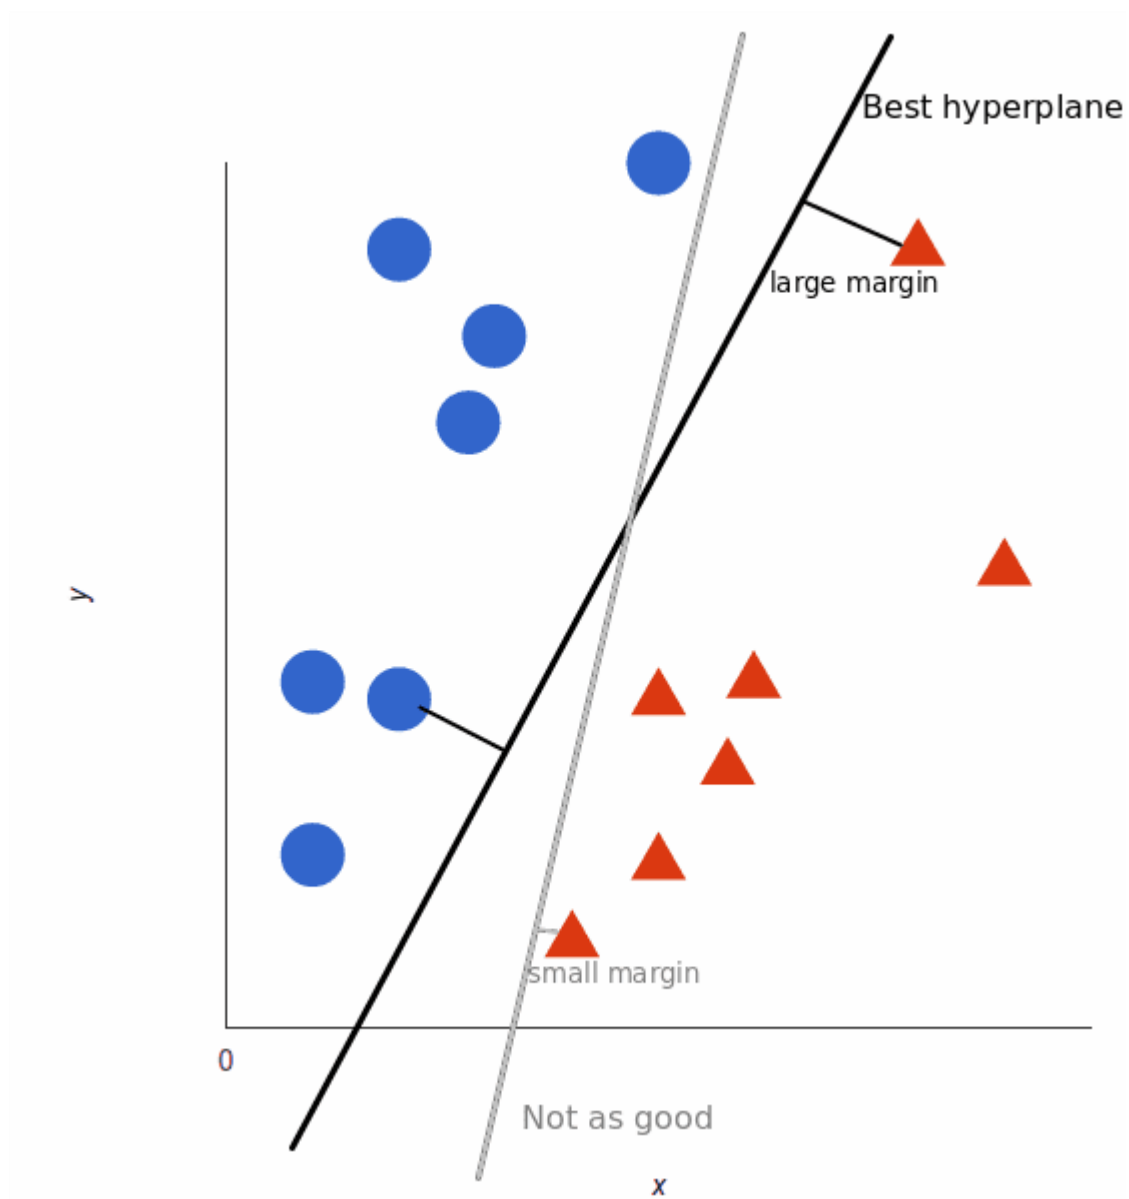 Best hyperplane
large margin
y
small margin
0
Not as good
x